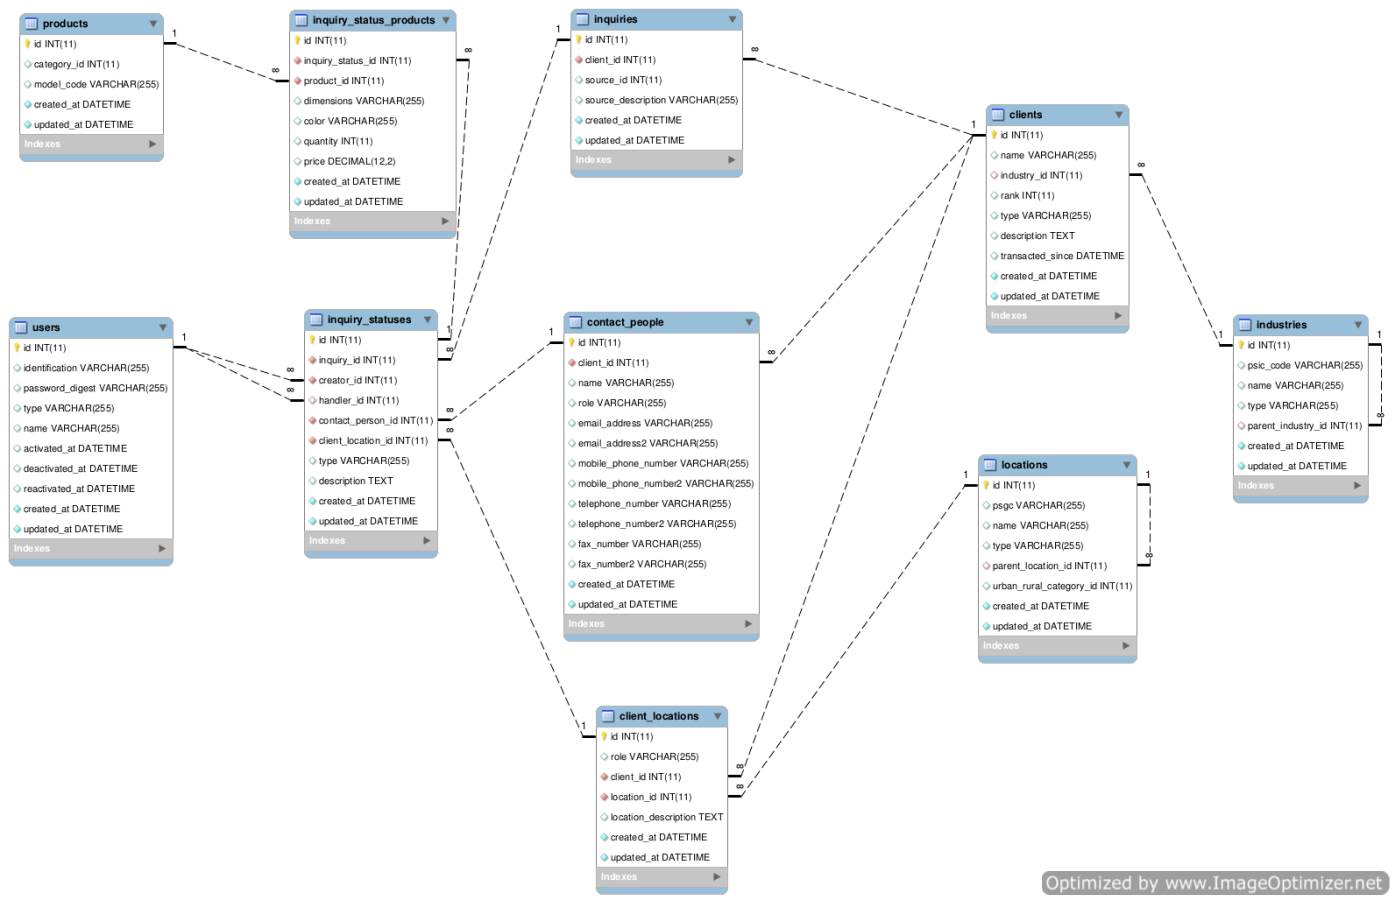 products
id INT(11)
category_id INT(11)
model_code VARCHAR(255)
created_at DATETIME
updated_at DATETIME
Indexes
1
∞
inquiry_status_products
id INT(11)
inquiry_status_id INT(11)
product_id INT(11)
dimensions VARCHAR(255)
color VARCHAR(255)
quantity INT(11)
price DECIMAL(12,2)
created_at DATETIME
updated_at DATETIME
Indexes
∞
1
inquiries
id INT(11)
client_id INT(11)
source_id INT(11)
source_description VARCHAR(255)
created_at DATETIME
updated_at DATETIME
Indexes
1
∞
clients
id INT(11)
name VARCHAR(255)
industry_id INT(11)
rank INT(11)
type VARCHAR(255)
description TEXT
transacted_since DATETIME
created_at DATETIME
updated_at DATETIME
Indexes
1
∞
users
id INT(11)
identification VARCHAR(255)
password_digest VARCHAR(255)
type VARCHAR(255)
name VARCHAR(255)
activated_at DATETIME
deactivated_at DATETIME
reactivated_at DATETIME
created_at DATETIME
updated_at DATETIME
Indexes
1
∞
∞
inquiry_statuses
id INT(11)
inquiry_id INT(11)
creator_id INT(11)
handler_id INT(11)
contact_person_id INT(11)
client_location_id INT(11)
type VARCHAR(255)
description TEXT
created_at DATETIME
updated_at DATETIME
Indexes
∞
∞
∞
1
contact_people
id INT(11)
client_id INT(11)
name VARCHAR(255)
role VARCHAR(255)
email_address VARCHAR(255)
email_address2 VARCHAR(255)
mobile_phone_number VARCHAR(255)
mobile_phone_number2 VARCHAR(255)
telephone_number VARCHAR(255)
telephone_number2 VARCHAR(255)
fax_number VARCHAR(255)
fax_number2 VARCHAR(255)
created_at DATETIME
updated_at DATETIME
Indexes
∞
industries
id INT(11)
psic_code VARCHAR(255)
name VARCHAR(255)
type VARCHAR(255)
parent_industry_id INT(11)
created_at DATETIME
updated_at DATETIME
Indexes
1
1
∞
locations
id INT(11)
psgc VARCHAR(255)
name VARCHAR(255)
type VARCHAR(255)
parent_location_id INT(11)
urban_rural_category_id INT(11)
created_at DATETIME
updated_at DATETIME
Indexes
1
1
∞
client_locations
id INT(11)
role VARCHAR(255)
client_id INT(11)
location_id INT(11)
location_description TEXT
created_at DATETIME
updated_at DATETIME
Indexes
1
∞
∞
Optimized by www.ImageOptimizer.net